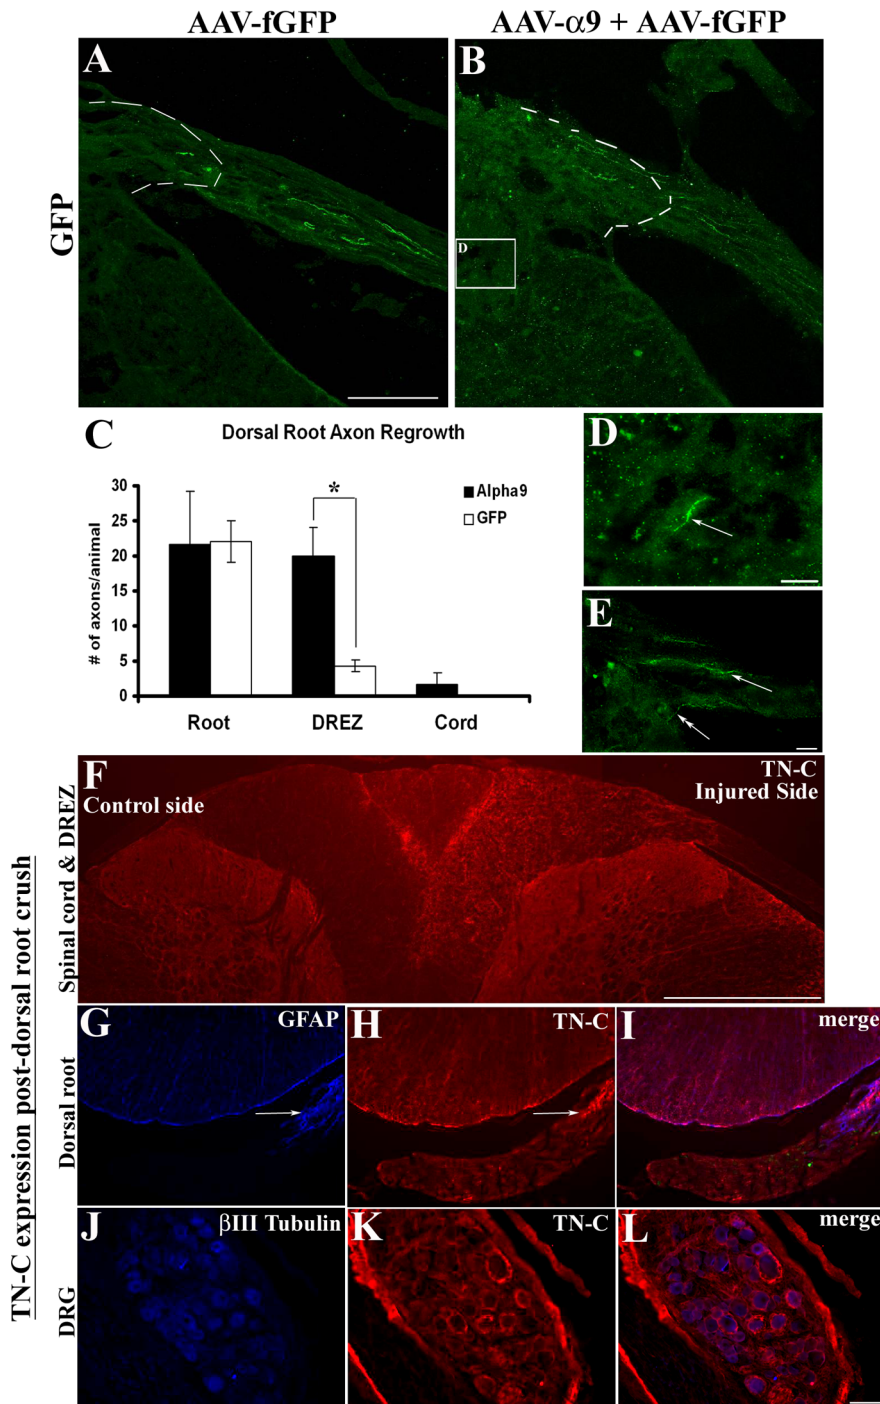 AAV-fGFP
AAV-α9 + AAV-fGFP
GFP
A
B
D
C
Dorsal Root Axon Regrowth
# of axons/animal
30
25
20
15
10
5
0
*
Alpha9
GFP
Root
DREZ
Cord
D
E
TN-C expression post-dorsal root crush
Spinal cord & DREZ
F
Control side
TN-C
Injured Side
Dorsal root
G
GFAP
H
TN-C
I
merge
DRG
J
βIII Tubulin
K
TN-C
L
merge